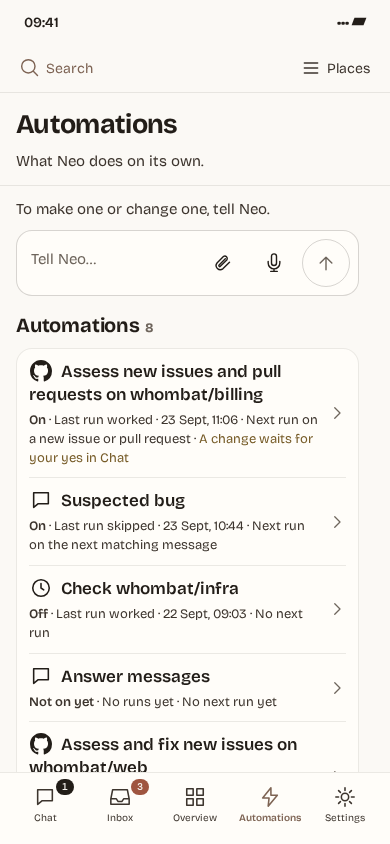 09:41
Search
Places
Automations
What Neo does on its own.
To make one or change one, tell Neo.
Tell Neo...
Automations 8
Assess new issues and pull
requests on whombat/billing
On · Last run worked · 23 Sept, 11:06 · Next run on
a new issue or pull request · A change waits for
your yes in Chat
Suspected bug
On · Last run skipped · 23 Sept, 10:44 · Next run
on the next matching message
Check whombat/infra
Off · Last run worked · 22 Sept, 09:03 · No next
run
Answer messages
Not on yet · No runs yet · No next run yet
Assess and fix new issues on
whombat/web
1
3
Chat
Inbox
Overview
Automations
Settings